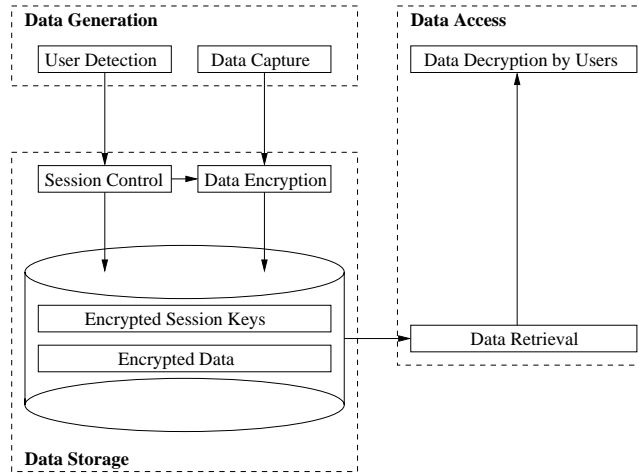 Data Generation
User Detection
Data Capture
Session Control
Data Encryption
Encrypted Session Keys
Encrypted Data
Data Storage
Data Access
Data Decryption by Users
Data Retrieval